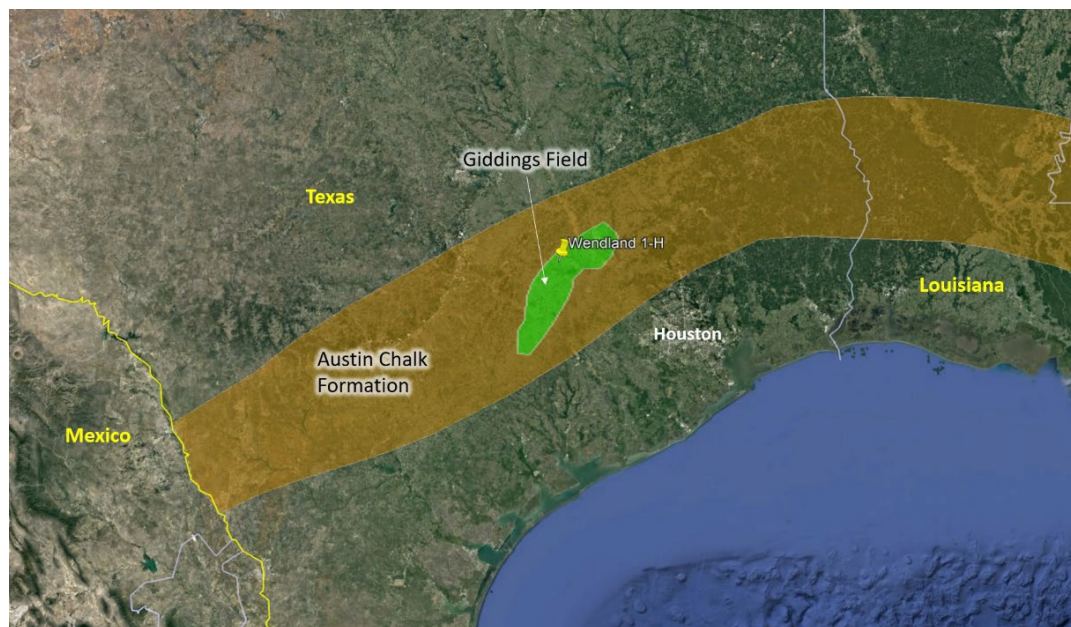 Giddings Field
Texas
Wendland 1-H
Louisiana
Houston
Austin Chalk
Formation
Mexico